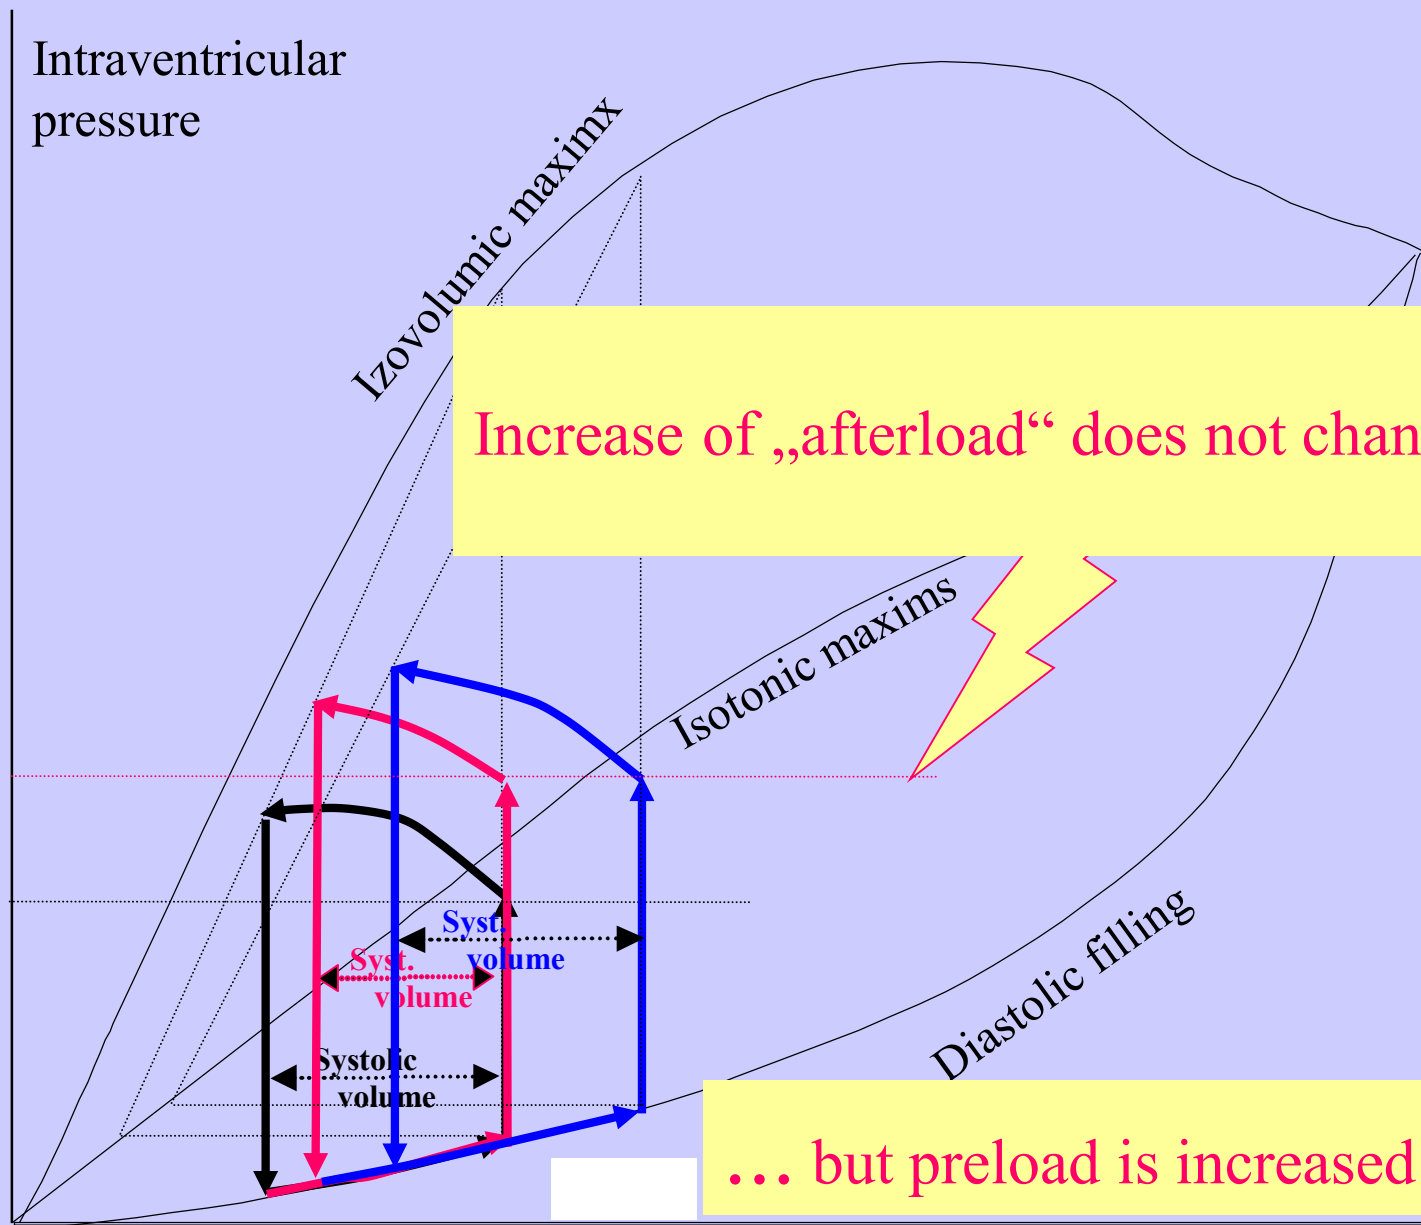 Intraventricular
pressure
Izovolumic maximx
Increase of „afterload“ does not chan
Isotonic maxims
Syst.
volume
Syst.
volume
Systolic
volume
Diastolic filling
... but preload is increased